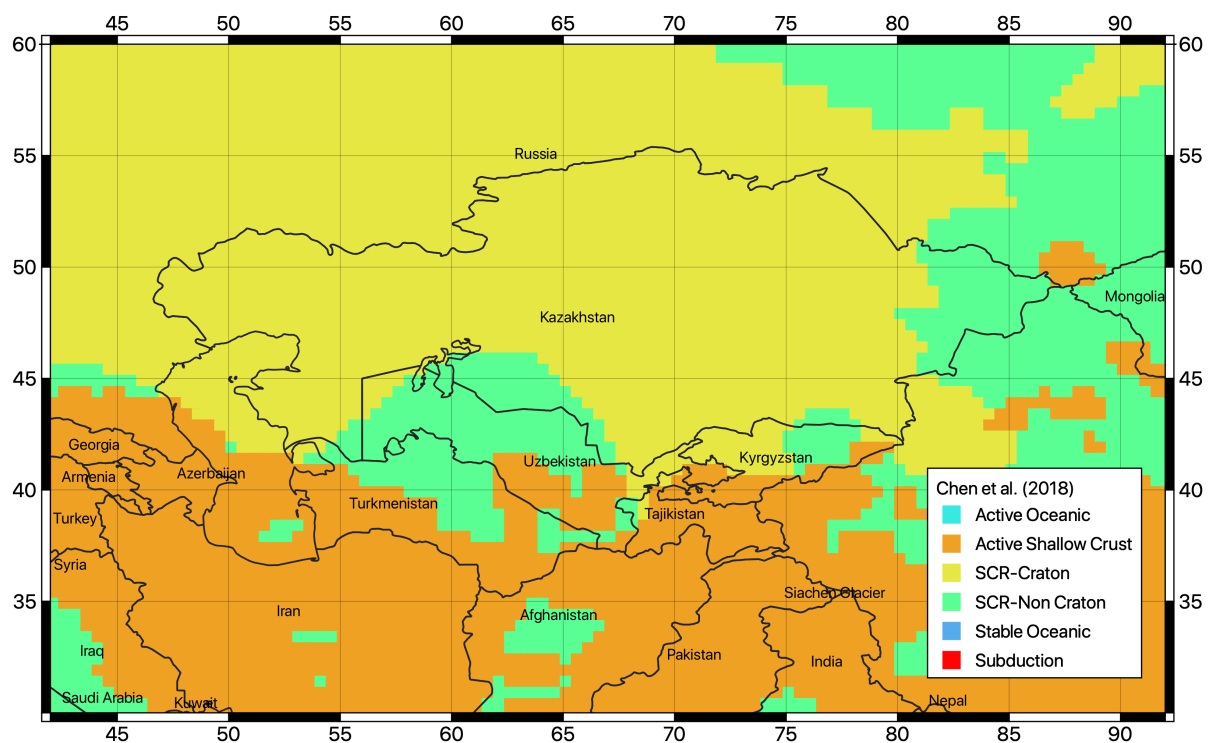 45 50 55 60 65 70 75 80 85 90
60 60
55 Russia 55
50 50
Mongolia
Kazakhstan
45 45
Georgia Uzbekistan Kyrgyzstan
Armenia Azerbaijan
40 Turkmenistan 40
Turkey Tajikistan
Syria
Siachen Glacier
35 Iran Afghanistan 35
Iraq Pakistan India
Saudi Arabia Kuwait Nepal
45 50 55 60 65 70 75 80 85 90
Chen et al. (2018)
Active Oceanic
Active Shallow Crust
SCR-Craton
SCR-Non Craton
Stable Oceanic
Subduction